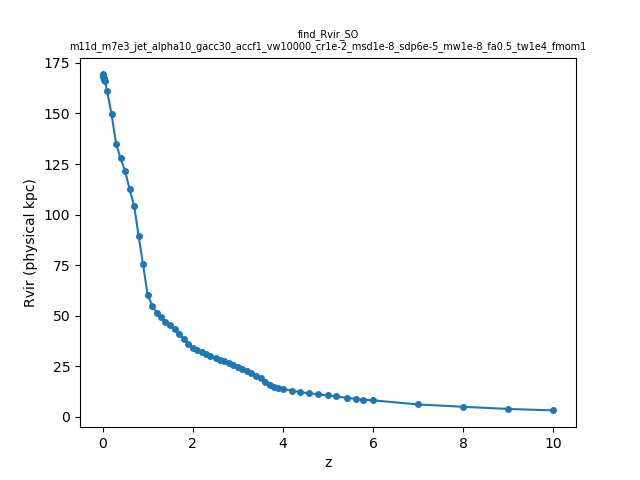 find_Rvir_SO
m11d_m7e3_jet_alpha10_gacc30_accf1_vw10000_cr1e-2_msd1e-8_sdp6e-5_mw1e-8_fa0.5_tw1e4_fmom1
175
150
125
100
75
50
25
0
Rvir (physical kpc)
0 2 4 6 8 10
z